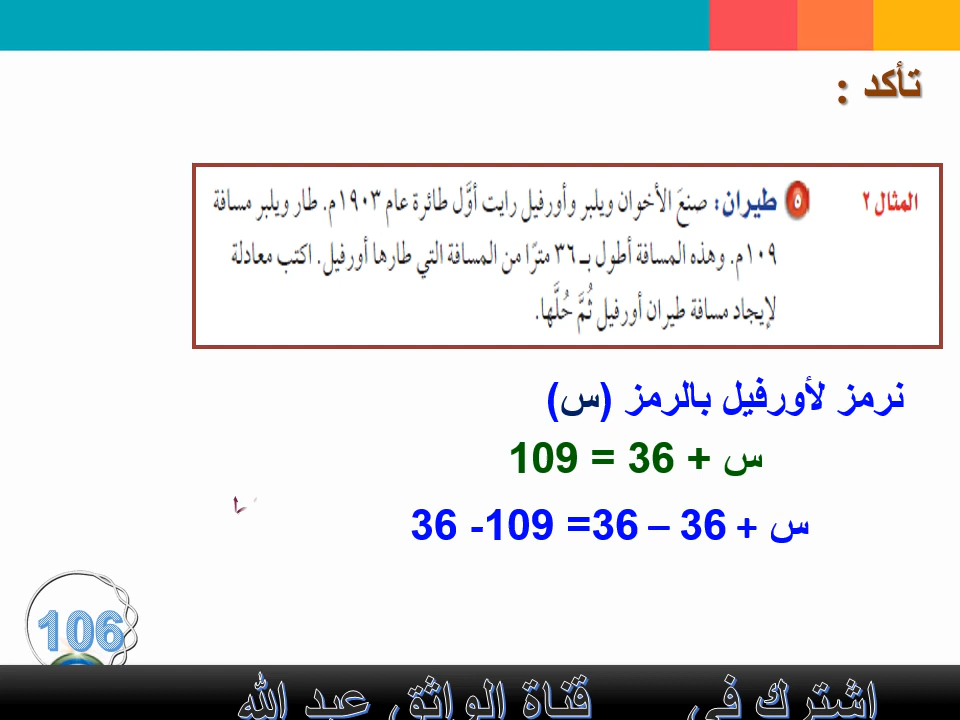 تأكد :
المثال ٢ ٥ طيران: صنعَ الأخوان ويلبر وأورفيل رايت أوَّل طائرة عام ١٩٠٣م. طار ويلبر مسافة
١٠٩م. وهذه المسافة أطول بـ ٣٦ مترًا من المسافة التي طارها أورفيل. اكتب معادلة
لإيجاد مسافة طيران أورفيل ثُمَّ حُلَّها.
نرمز لأورفيل بالرمز (س)
س + 36 = 109
س + 36 – 36= 109- 36
106
اشترك في قناة الواثق عبد الله